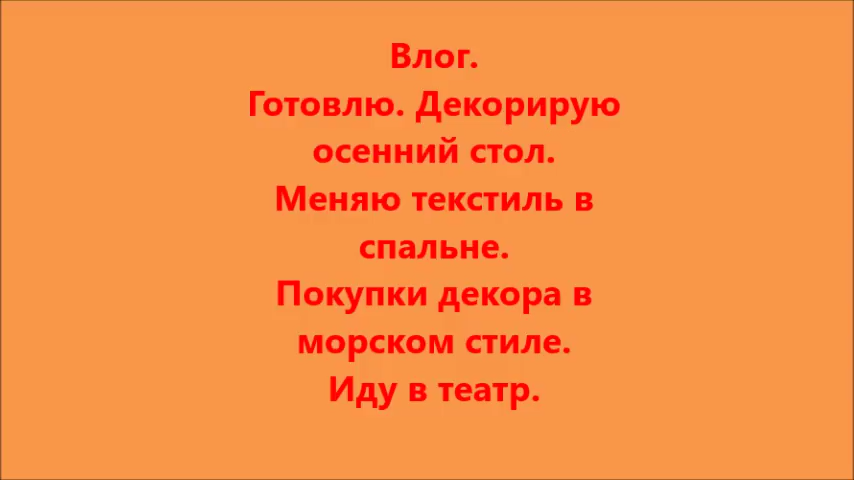 Влог.
Готовлю. Декорирую
осенний стол.
Меняю текстиль в
спальне.
Покупки декора в
морском стиле.
Иду в театр.